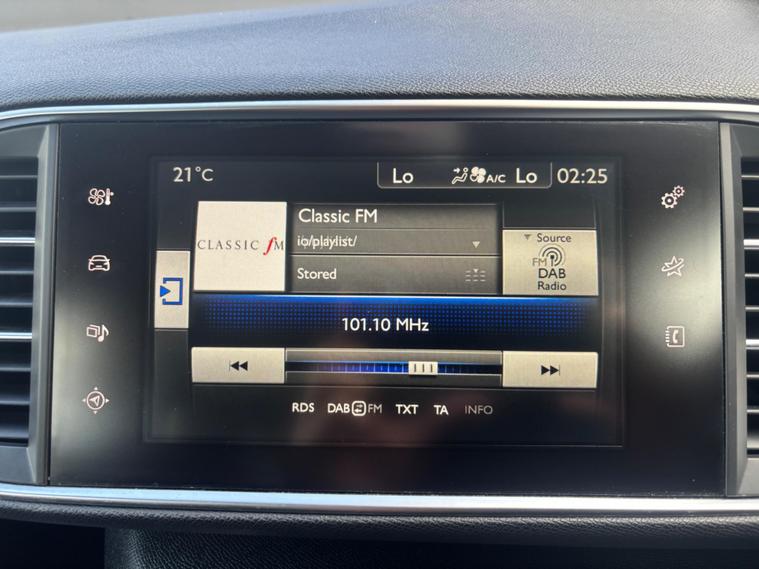 21°C
Lo
A/C
Lo
02:25
CLASSIC fM
Classic FM
io/playlist/
Stored
Source
FM
DAB
Radio
101.10 MHz
RDS DAB FM TXT TA INFO